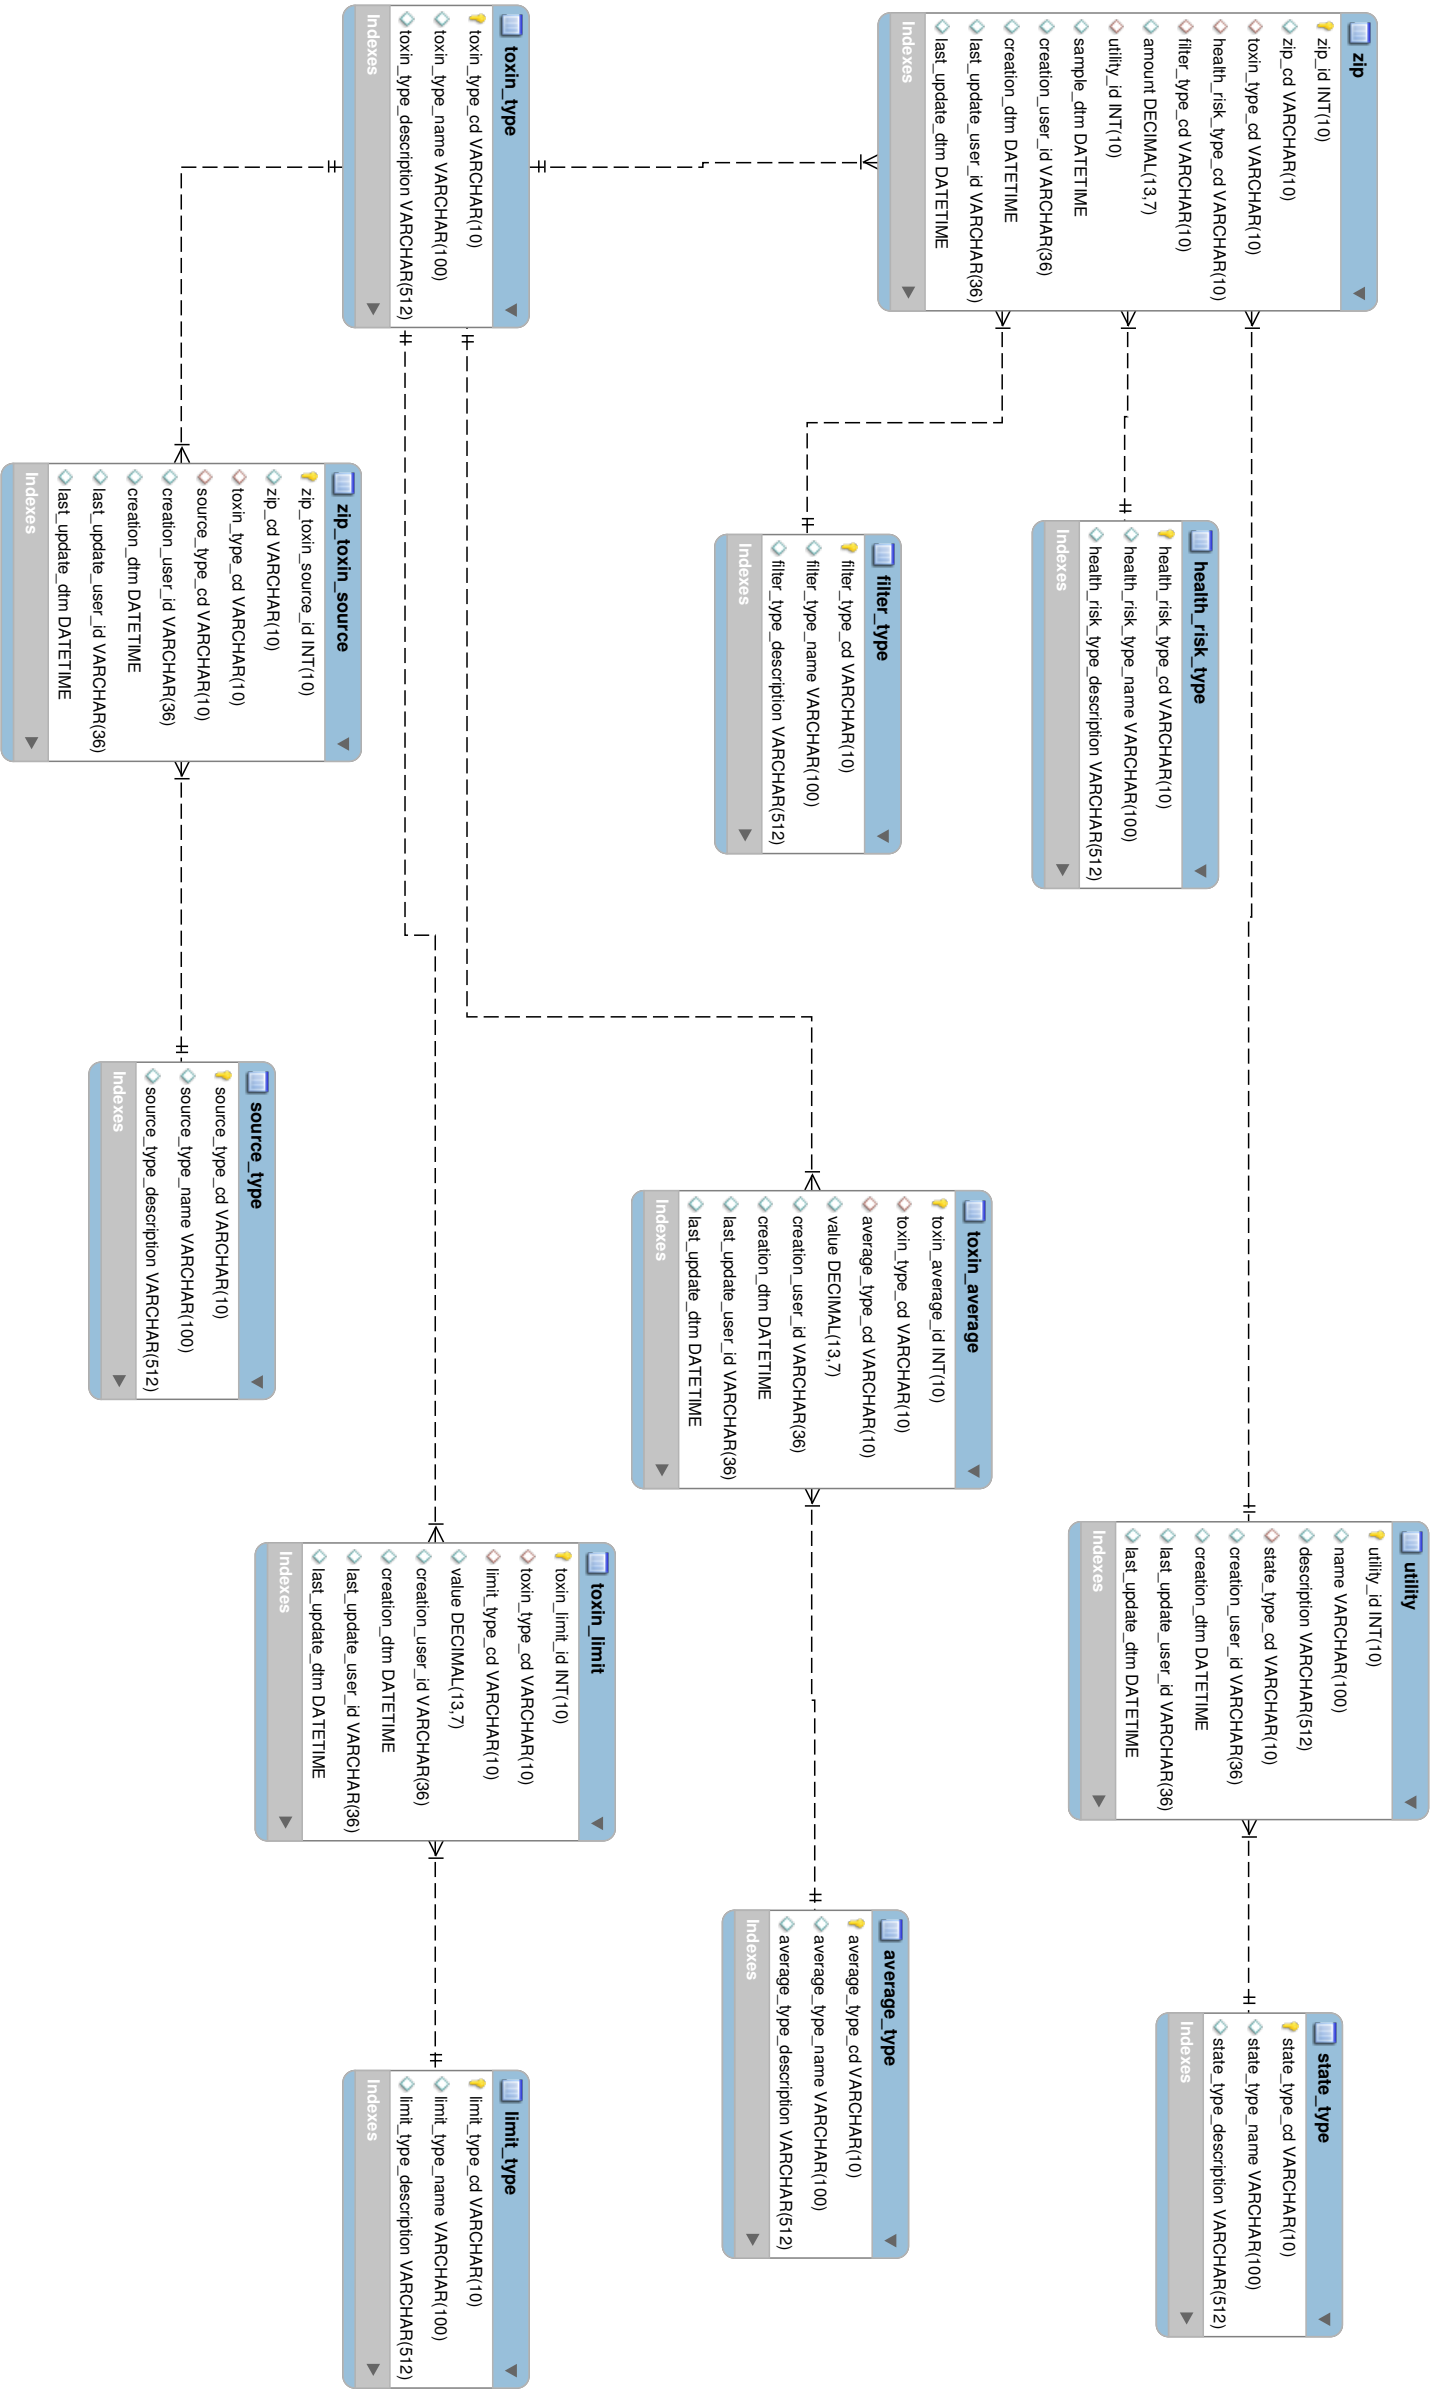 zip
zip_id INT(10)
zip_cd VARCHAR(10)
toxin_type_cd VARCHAR(10)
health_risk_type_cd VARCHAR(10)
filter_type_cd VARCHAR(10)
amount DECIMAL(13,7)
utility_id INT(10)
sample_dtm DATETIME
creation_user_id VARCHAR(36)
creation_dtm DATETIME
last_update_user_id VARCHAR(36)
last_update_dtm DATETIME
Indexes
utility
utility_id INT(10)
name VARCHAR(100)
description VARCHAR(512)
state_type_cd VARCHAR(10)
creation_user_id VARCHAR(36)
creation_dtm DATETIME
last_update_user_id VARCHAR(36)
last_update_dtm DATETIME
Indexes
state_type
state_type_cd VARCHAR(10)
state_type_name VARCHAR(100)
state_type_description VARCHAR(512)
Indexes
health_risk_type
health_risk_type_cd VARCHAR(10)
health_risk_type_name VARCHAR(100)
health_risk_type_description VARCHAR(512)
Indexes
filter_type
filter_type_cd VARCHAR(10)
filter_type_name VARCHAR(100)
filter_type_description VARCHAR(512)
Indexes
toxin_average
toxin_average_id INT(10)
toxin_type_cd VARCHAR(10)
average_type_cd VARCHAR(10)
value DECIMAL(13,7)
creation_user_id VARCHAR(36)
creation_dtm DATETIME
last_update_user_id VARCHAR(36)
last_update_dtm DATETIME
Indexes
average_type
average_type_cd VARCHAR(10)
average_type_name VARCHAR(100)
average_type_description VARCHAR(512)
Indexes
toxin_type
toxin_type_cd VARCHAR(10)
toxin_type_name VARCHAR(100)
toxin_type_description VARCHAR(512)
Indexes
toxin_limit
toxin_limit_id INT(10)
toxin_type_cd VARCHAR(10)
limit_type_cd VARCHAR(10)
value DECIMAL(13,7)
creation_user_id VARCHAR(36)
creation_dtm DATETIME
last_update_user_id VARCHAR(36)
last_update_dtm DATETIME
Indexes
limit_type
limit_type_cd VARCHAR(10)
limit_type_name VARCHAR(100)
limit_type_description VARCHAR(512)
Indexes
zip_toxin_source
zip_toxin_source_id INT(10)
zip_cd VARCHAR(10)
toxin_type_cd VARCHAR(10)
source_type_cd VARCHAR(10)
creation_user_id VARCHAR(36)
creation_dtm DATETIME
last_update_user_id VARCHAR(36)
last_update_dtm DATETIME
Indexes
source_type
source_type_cd VARCHAR(10)
source_type_name VARCHAR(100)
source_type_description VARCHAR(512)
Indexes